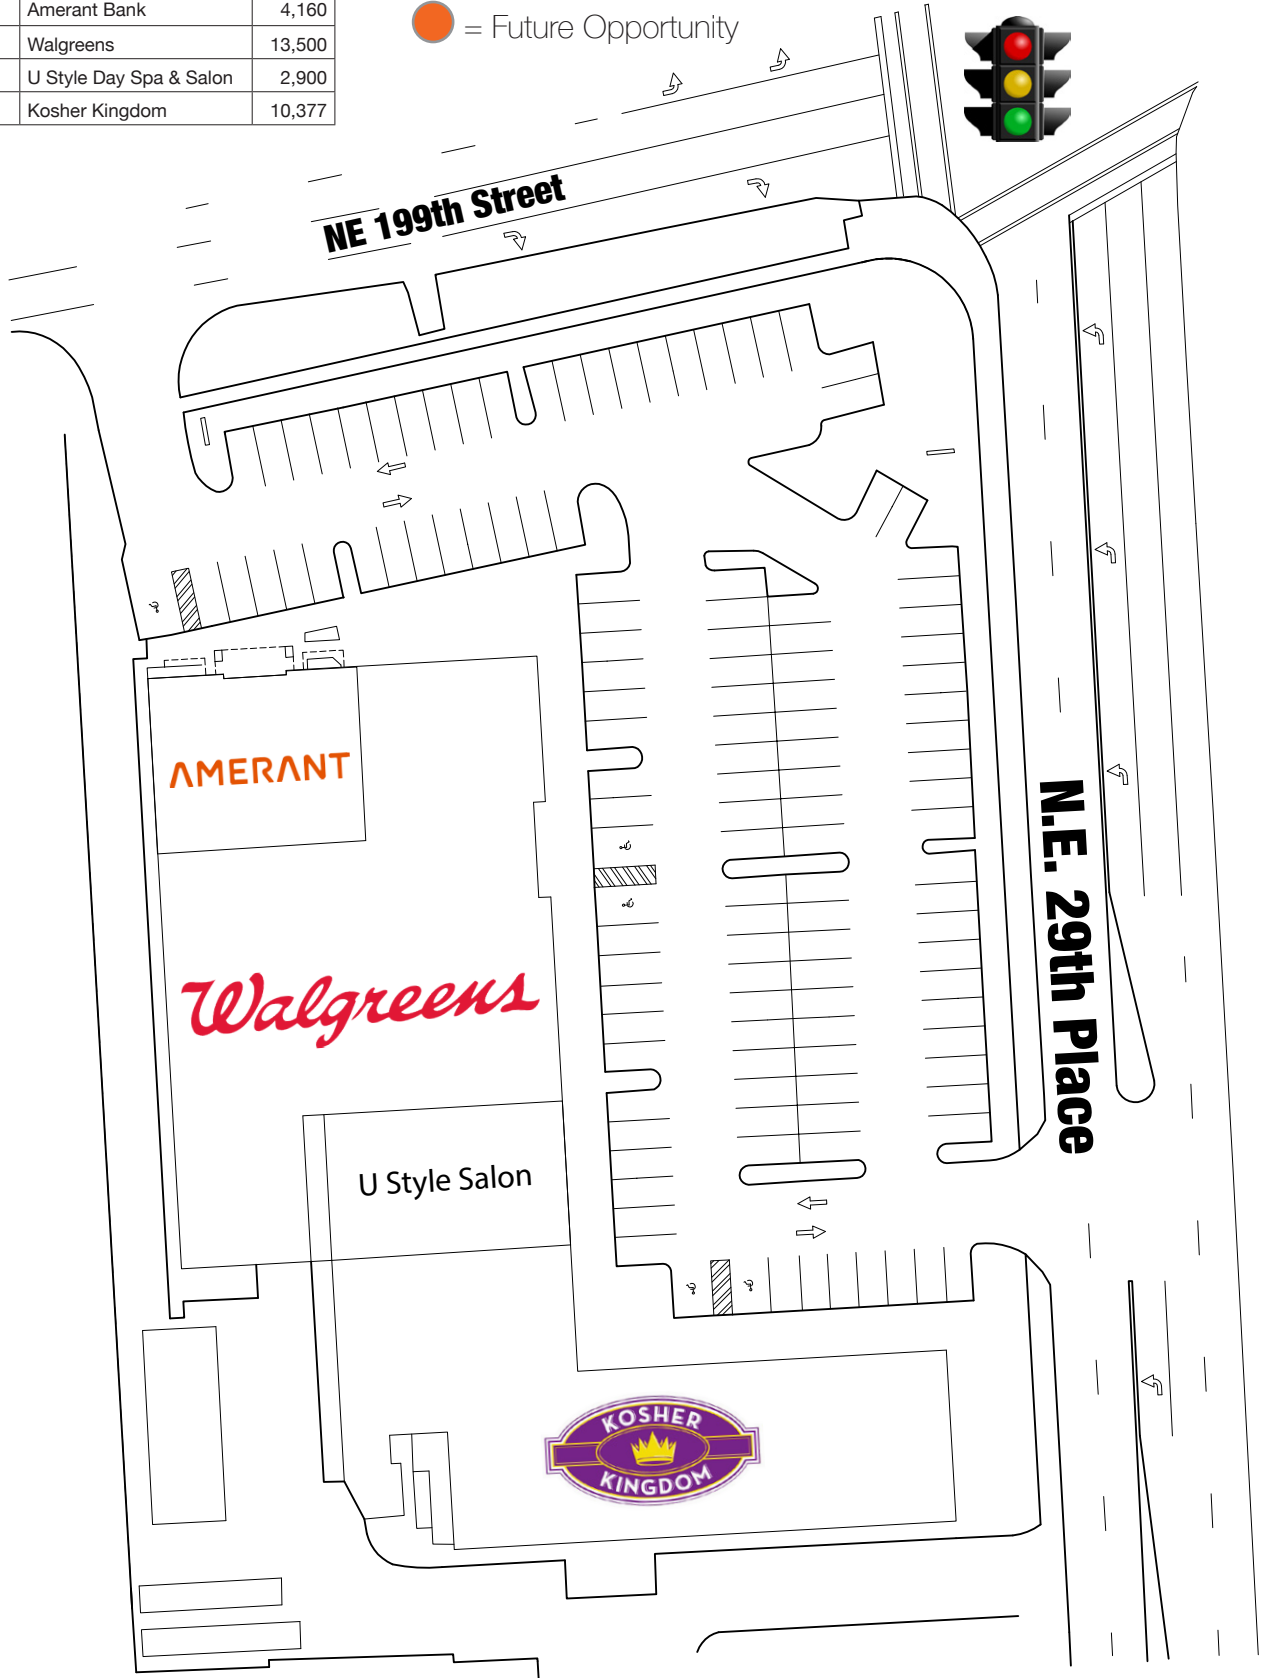 Amerant Bank 4,160
Walgreens 13,500
U Style Day Spa & Salon 2,900
Kosher Kingdom 10,377
= Future Opportunity
NE 199th Street
N.E. 29th Place
AMERANT
Walgreens
U Style Salon
KOSHER
KINGDOM